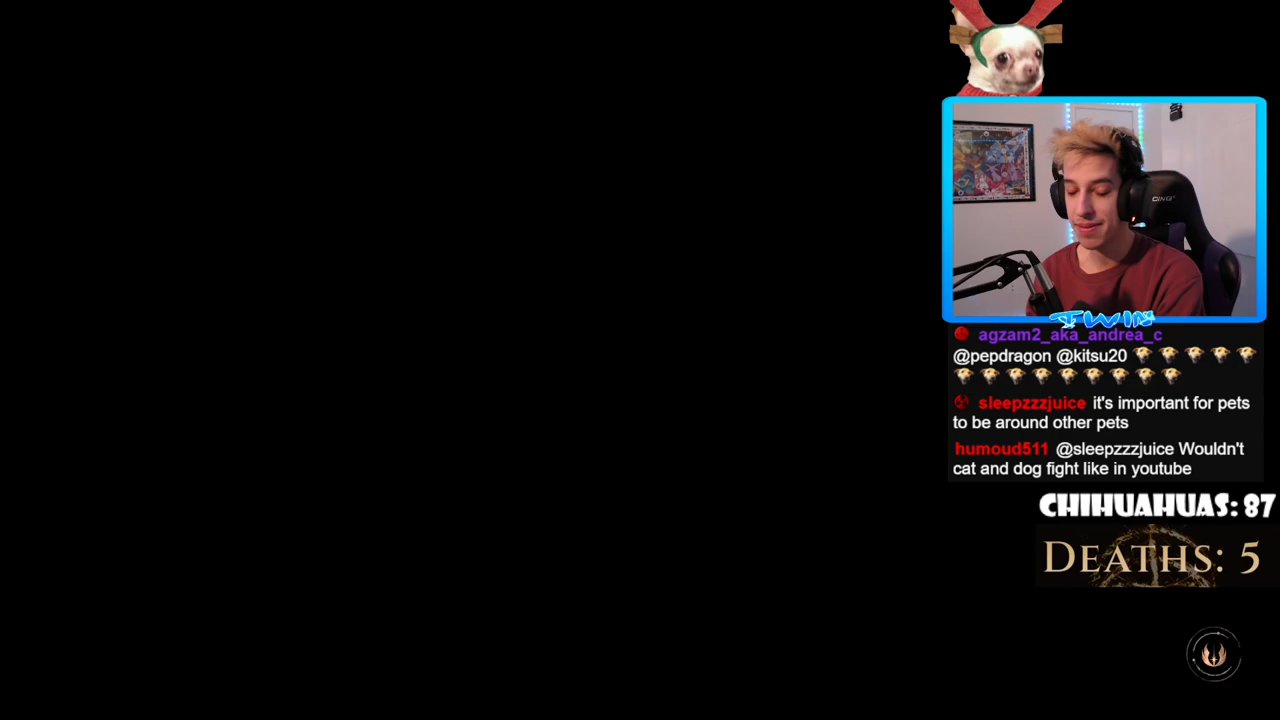 TWIN
agzam2_aka_andrea_c
@pepdragon @kitsu20
sleepzzzjuice it's important for pets
to be around other pets
humoud511 @sleepzzzjuice Wouldn't
cat and dog fight like in youtube
CHIHUAHUAS: 87
DEATHS: 5